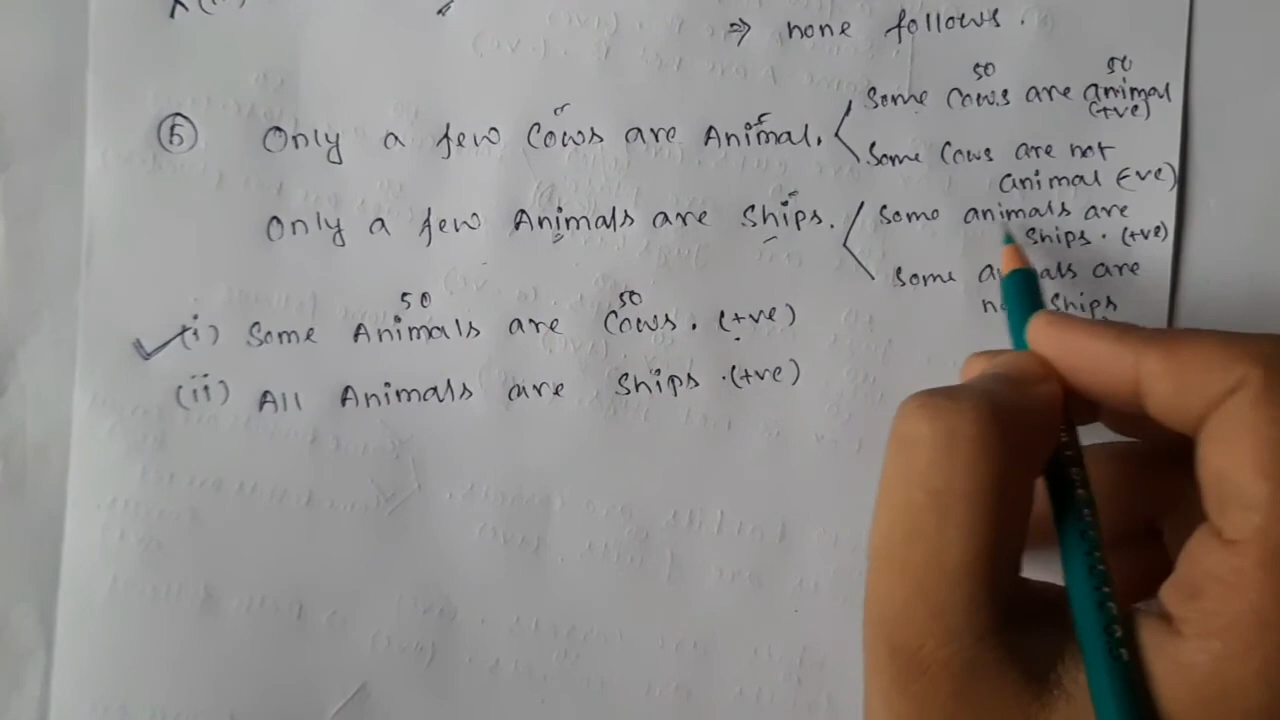 ⇒ none follows.
50 50
Some Cows are animal
(+ve)
⑤ Only a few Cows are Animal.
Some Cows are not
animal (-ve)
Only a few Animals are Ships.
Some animals are
Ships. (+ve)
Some are
Ships
50 50
(i) Some Animals are Cows. (+ve)
(ii) All Animals are Ships. (+ve)